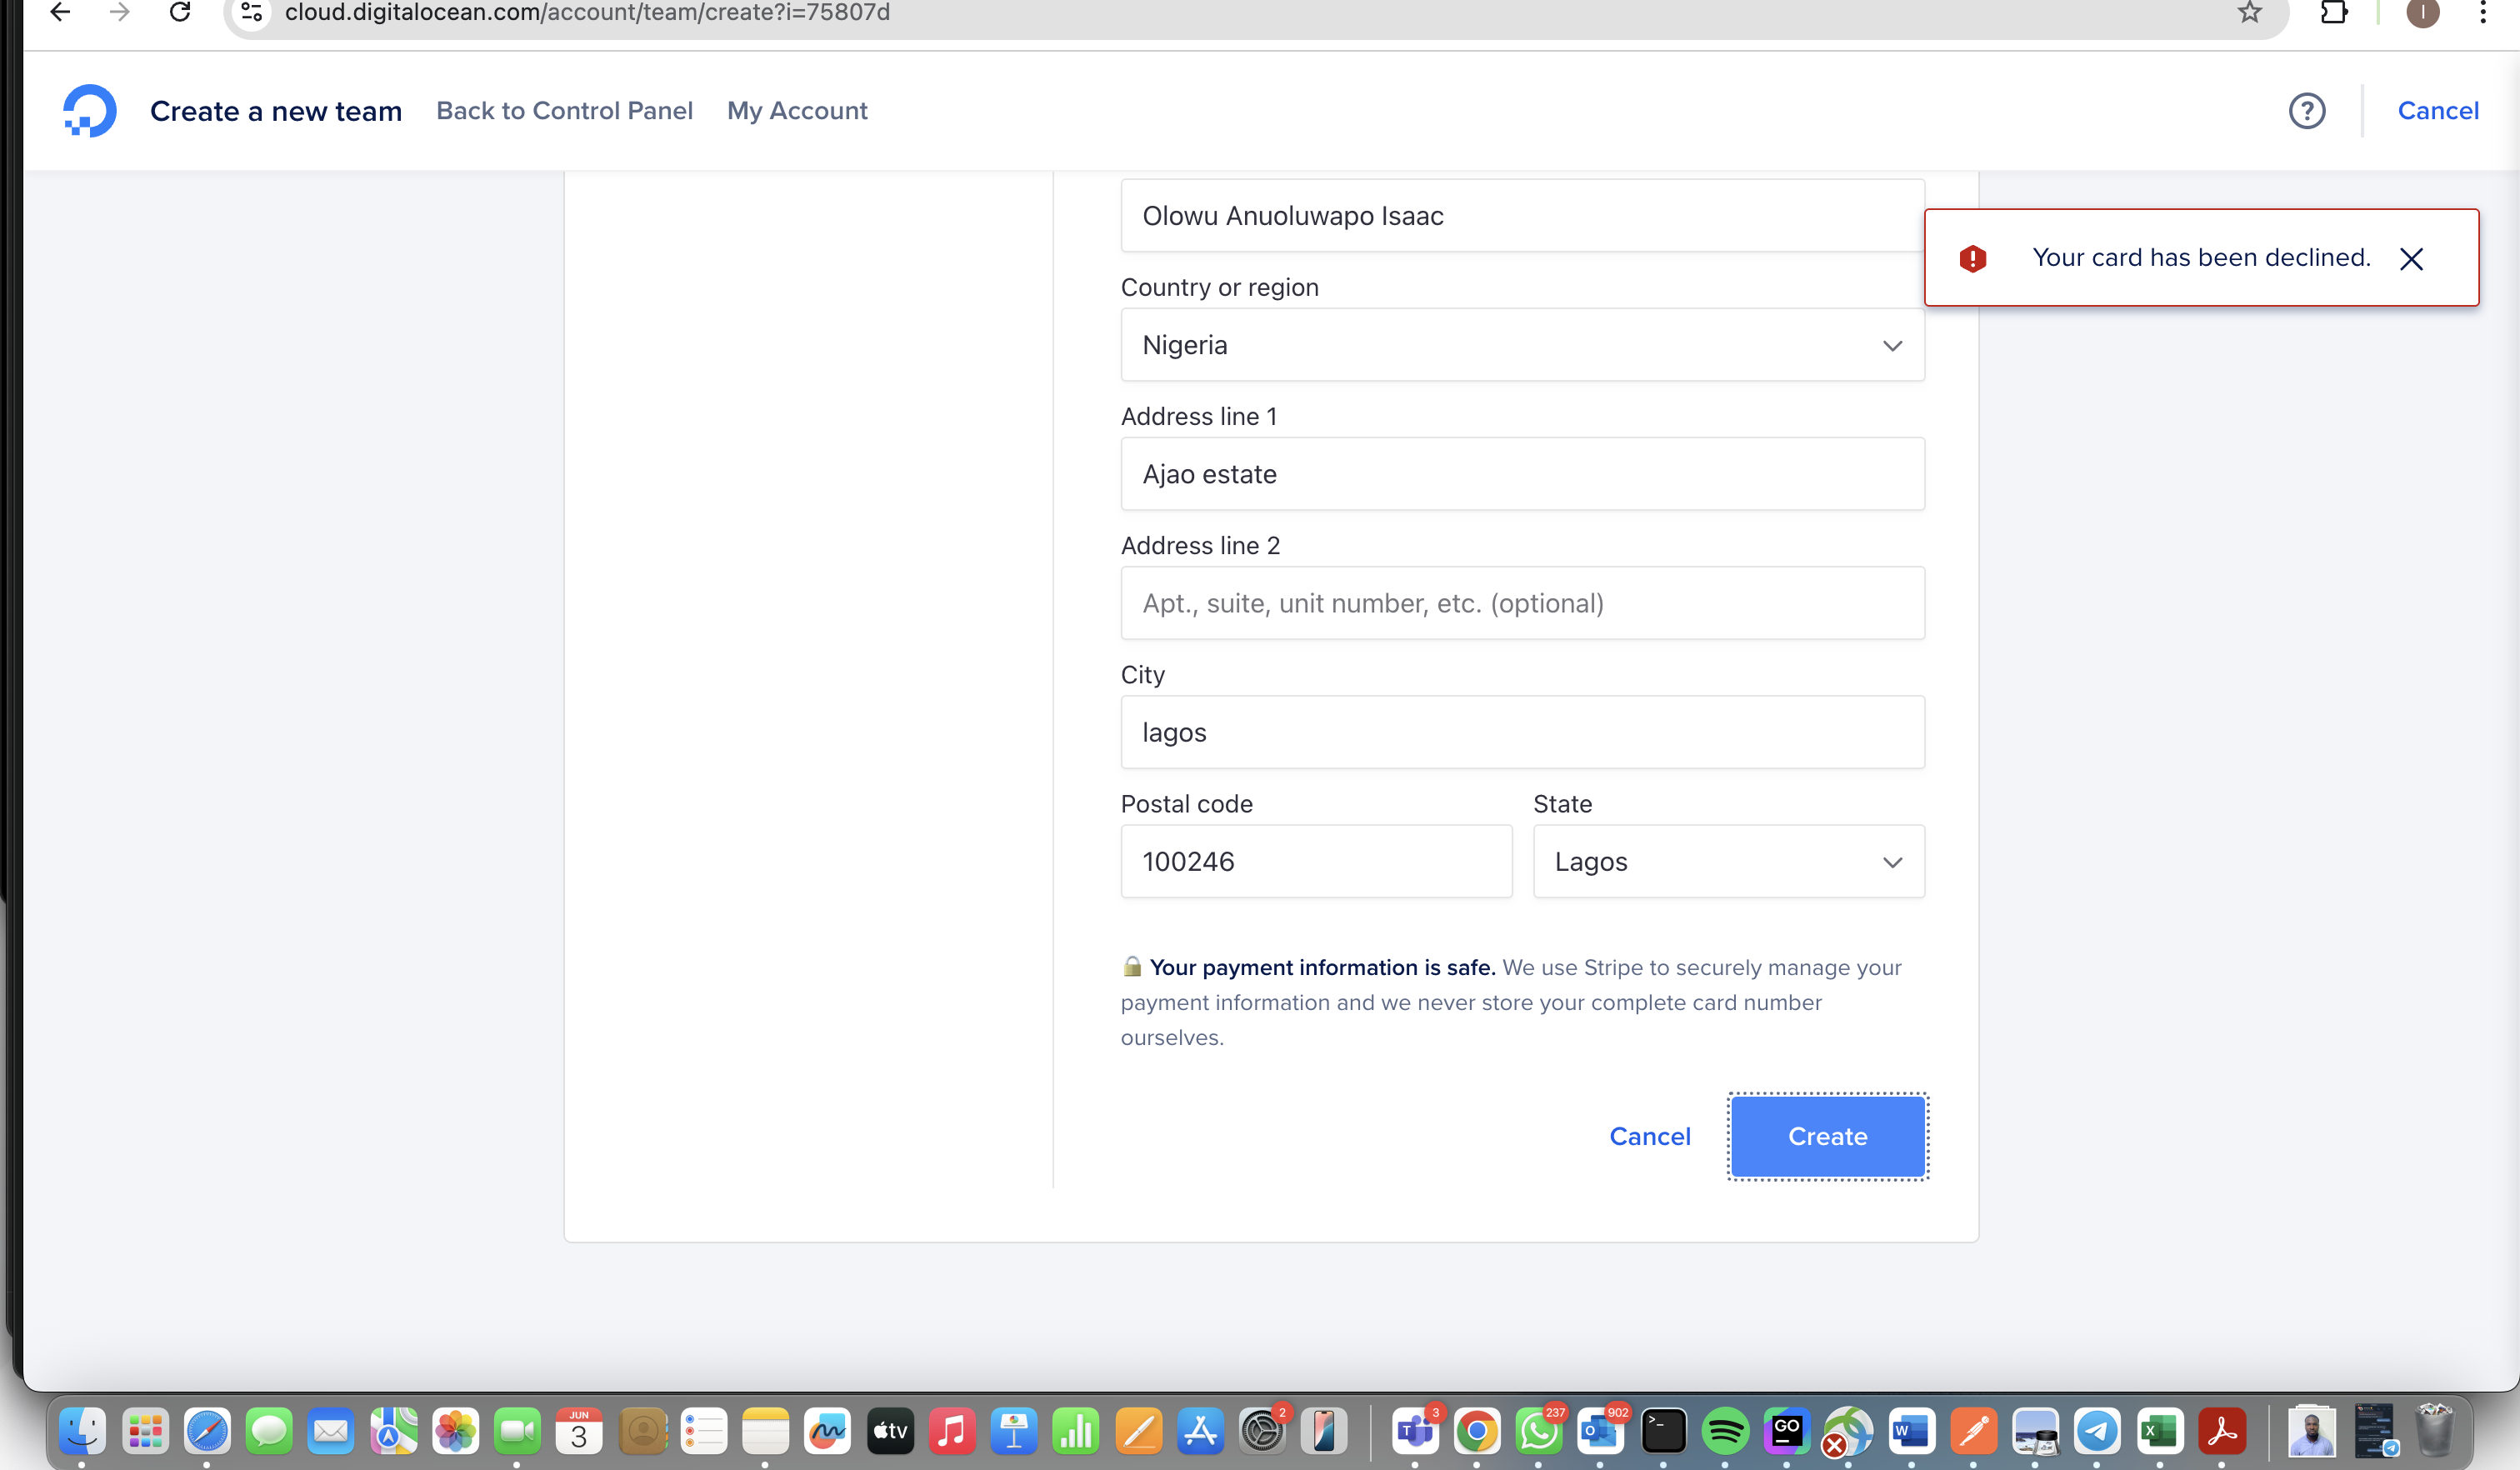 cloud.digitalocean.com/account/team/create?i=75807d
I
Create a new team Back to Control Panel My Account
? Cancel
Olowu Anuoluwapo Isaac
Your card has been declined.
Country or region
Nigeria
Address line 1
Ajao estate
Address line 2
Apt., suite, unit number, etc. (optional)
City
lagos
Postal code State
100246 Lagos
Your payment information is safe. We use Stripe to securely manage your
payment information and we never store your complete card number
ourselves.
Cancel Create
JUN
3
tv
2
3
T
237
902
O
>_
GO
W
X